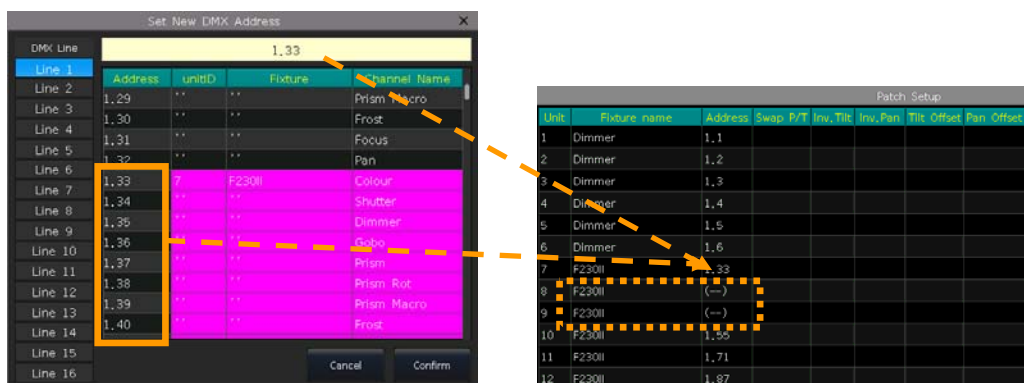 Set New DMX Address X
DMX Line
Line 1
Line 2
Line 3
Line 4
Line 5
Line 6
Line 7
Line 8
Line 9
Line 10
Line 11
Line 12
Line 13
Line 14
Line 15
Line 16
1.33
Address unitID Fixture Channel Name
1.29 '' '' Prism Macro
1.30 '' '' Frost
1.31 '' '' Focus
1.32 '' '' Pan
1.33 7 F230II Colour
1.34 '' '' Shutter
1.35 '' '' Dimmer
1.36 '' '' Gobo
1.37 '' '' Prism
1.38 '' '' Prism Rot
1.39 '' '' Prism Macro
1.40 '' '' Frost
Cancel Confirm
Patch Setup
Unit Fixture name Address Swap P/T Inv.Tilt Inv.Pan Tilt Offset Pan Offset
1 Dimmer 1.1
2 Dimmer 1.2
3 Dimmer 1.3
4 Dimmer 1.4
5 Dimmer 1.5
6 Dimmer 1.6
7 F230II 1.33
8 F230II (--)
9 F230II (--)
10 F230II 1.55
11 F230II 1.71
12 F230II 1.87